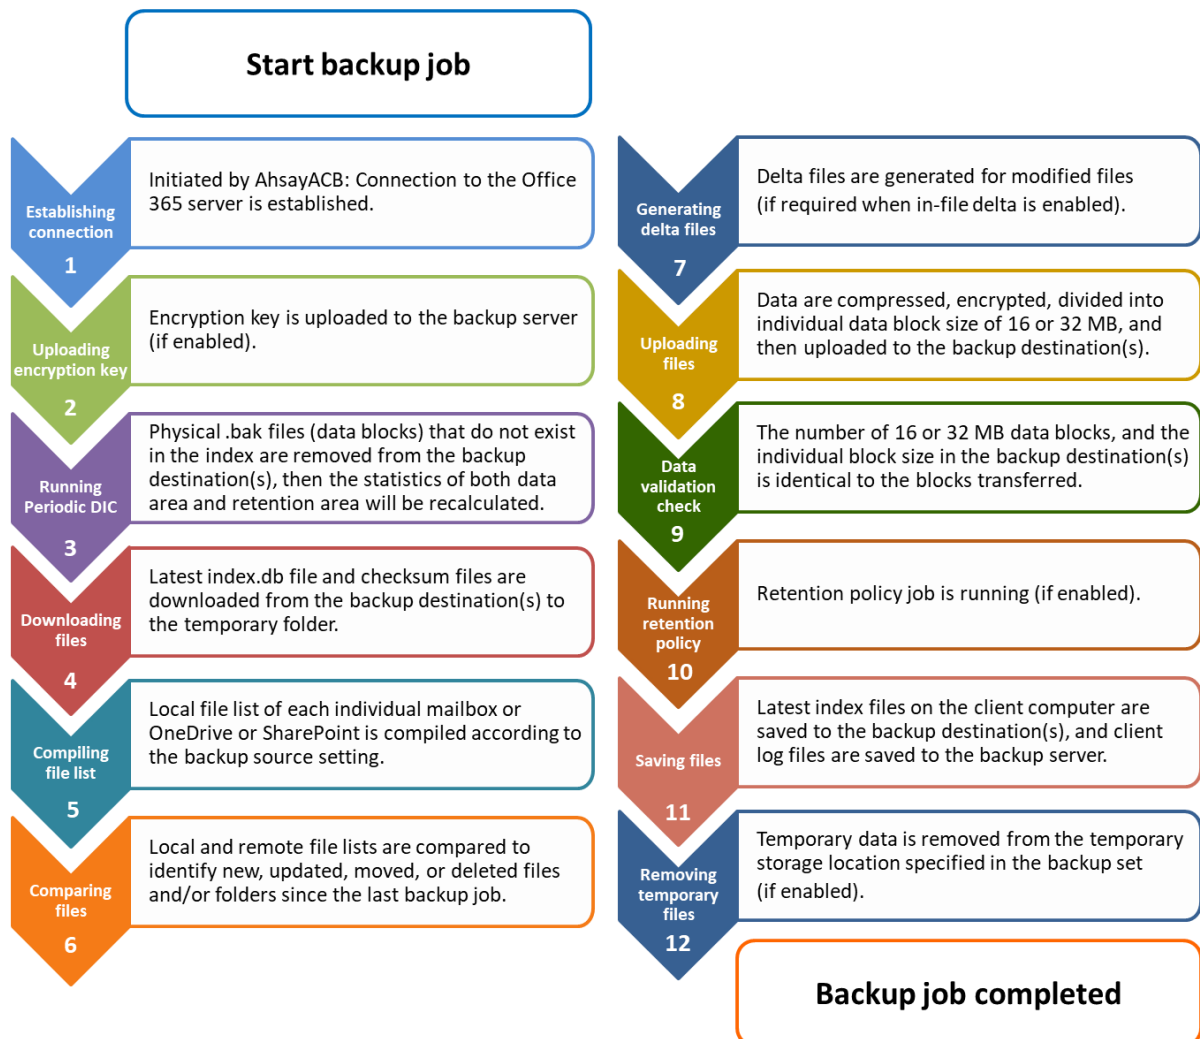 Start backup job
Establishing
connection
1
Initiated by AhsayACB: Connection to the Office
365 server is established.
Uploading
encryption key
2
Encryption key is uploaded to the backup server
(if enabled).
Running
Periodic DIC
3
Physical .bak files (data blocks) that do not exist
in the index are removed from the backup
destination(s), then the statistics of both data
area and retention area will be recalculated.
Downloading
files
4
Latest index.db file and checksum files are
downloaded from the backup destination(s) to
the temporary folder.
Compiling
file list
5
Local file list of each individual mailbox or
OneDrive or SharePoint is compiled according to
the backup source setting.
Comparing
files
6
Local and remote file lists are compared to
identify new, updated, moved, or deleted files
and/or folders since the last backup job.
Generating
delta files
7
Delta files are generated for modified files
(if required when in-file delta is enabled).
Uploading
files
8
Data are compressed, encrypted, divided into
individual data block size of 16 or 32 MB, and
then uploaded to the backup destination(s).
Data
validation
check
9
The number of 16 or 32 MB data blocks, and the
individual block size in the backup destination(s)
is identical to the blocks transferred.
Running
retention
policy
10
Retention policy job is running (if enabled).
Saving files
11
Latest index files on the client computer are
saved to the backup destination(s), and client
log files are saved to the backup server.
Removing
temporary
files
12
Temporary data is removed from the temporary
storage location specified in the backup set
(if enabled).
Backup job completed